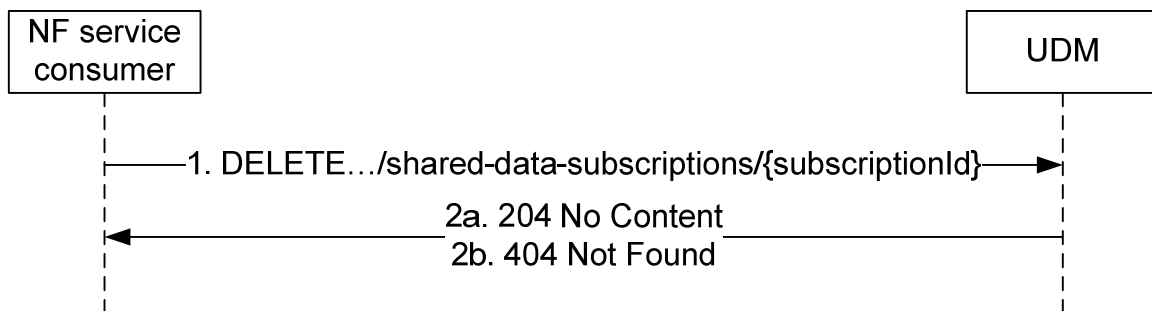 NF service
consumer
UDM
1. DELETE…/shared-data-subscriptions/{subscriptionId}
2a. 204 No Content
2b. 404 Not Found